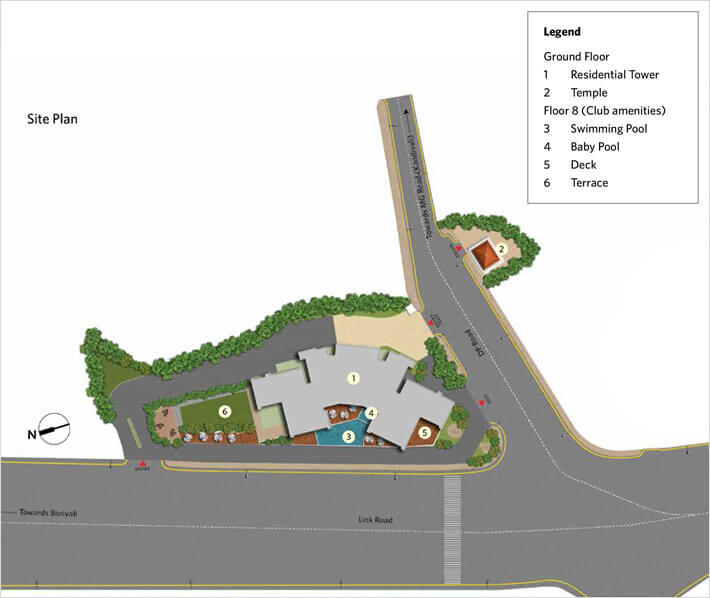 Site Plan
Legend
Ground Floor
1 Residential Tower
2 Temple
Floor 8 (Club amenities)
3 Swimming Pool
4 Baby Pool
5 Deck
6 Terrace
Towards MG Road (Kandivali)
2
DP Road
1
6
4
3
5
N
ENTRY
Towards Borivali
Link Road